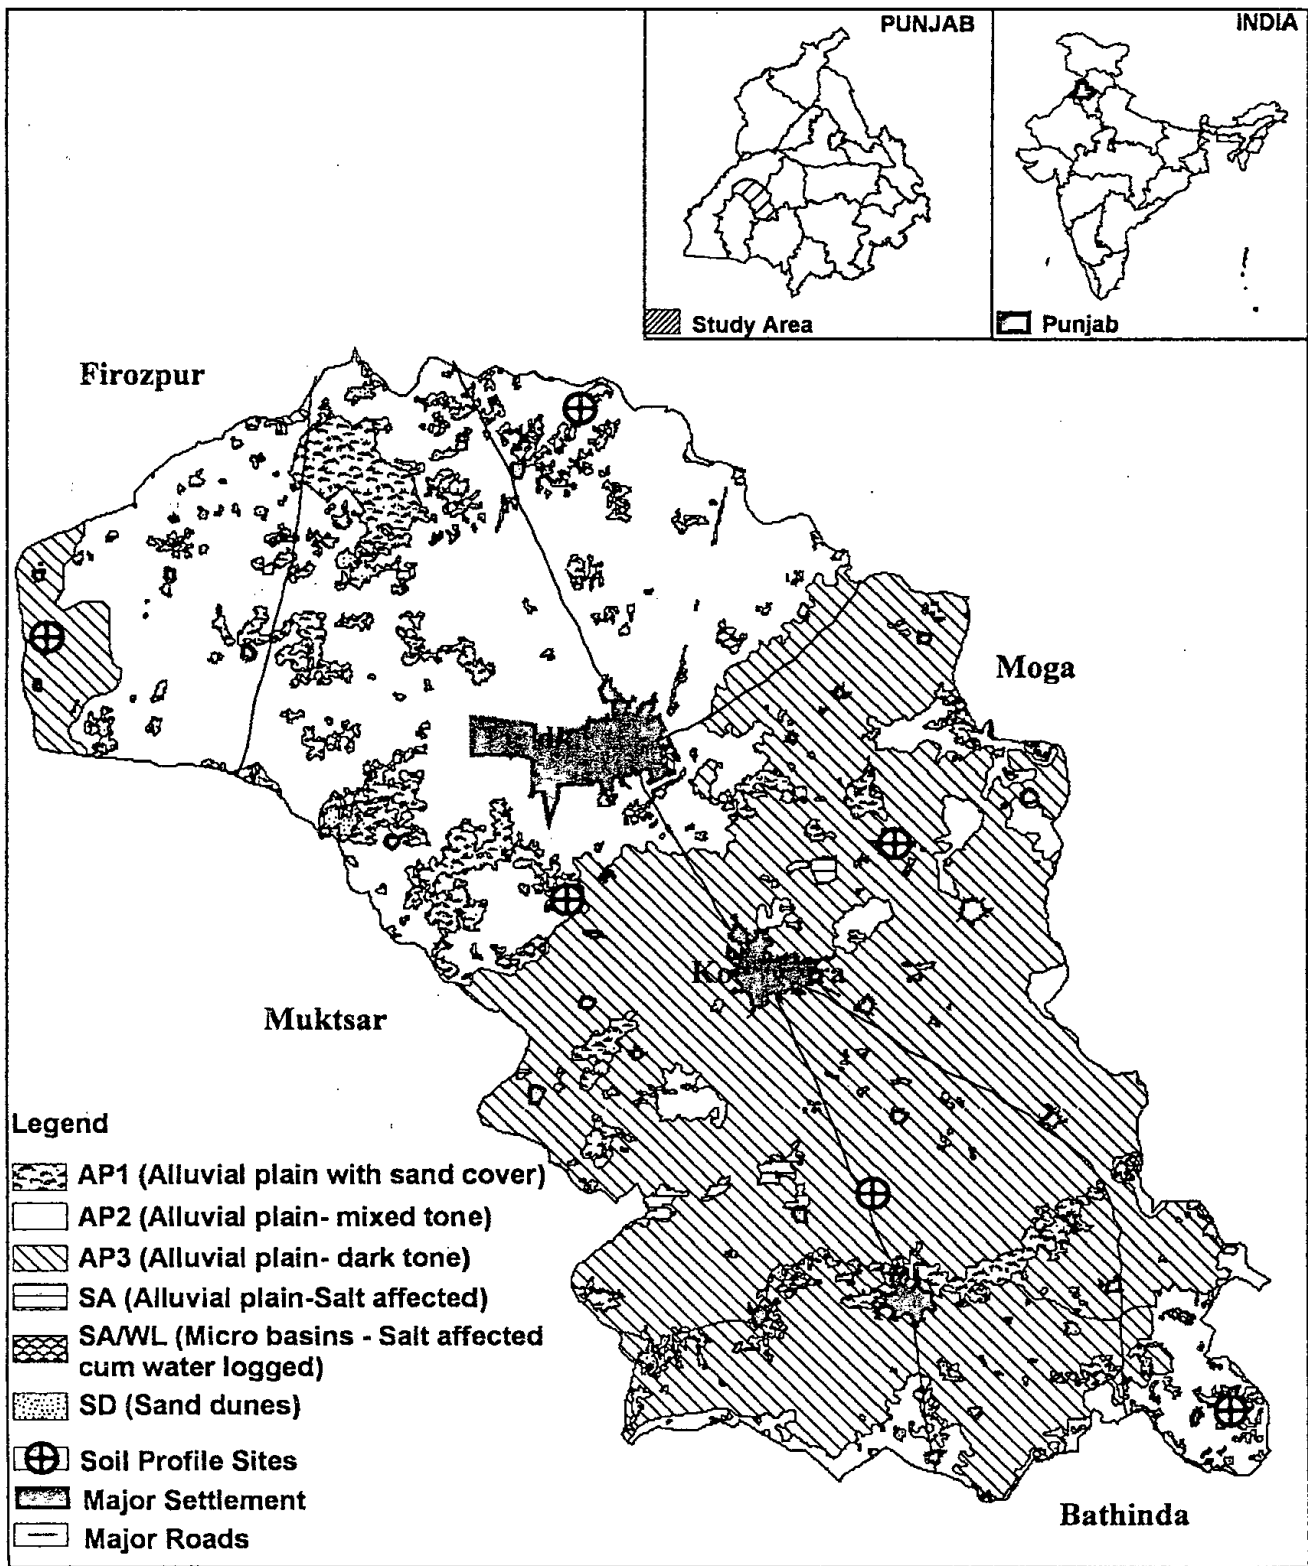 PUNJAB
INDIA
Study Area
Punjab
Firozpur
Moga
Muktsar
Legend
AP1 (Alluvial plain with sand cover)
AP2 (Alluvial plain- mixed tone)
AP3 (Alluvial plain- dark tone)
SA (Alluvial plain-Salt affected)
SA/WL (Micro basins - Salt affected
cum water logged)
SD (Sand dunes)
Soil Profile Sites
Major Settlement
Major Roads
Bathinda